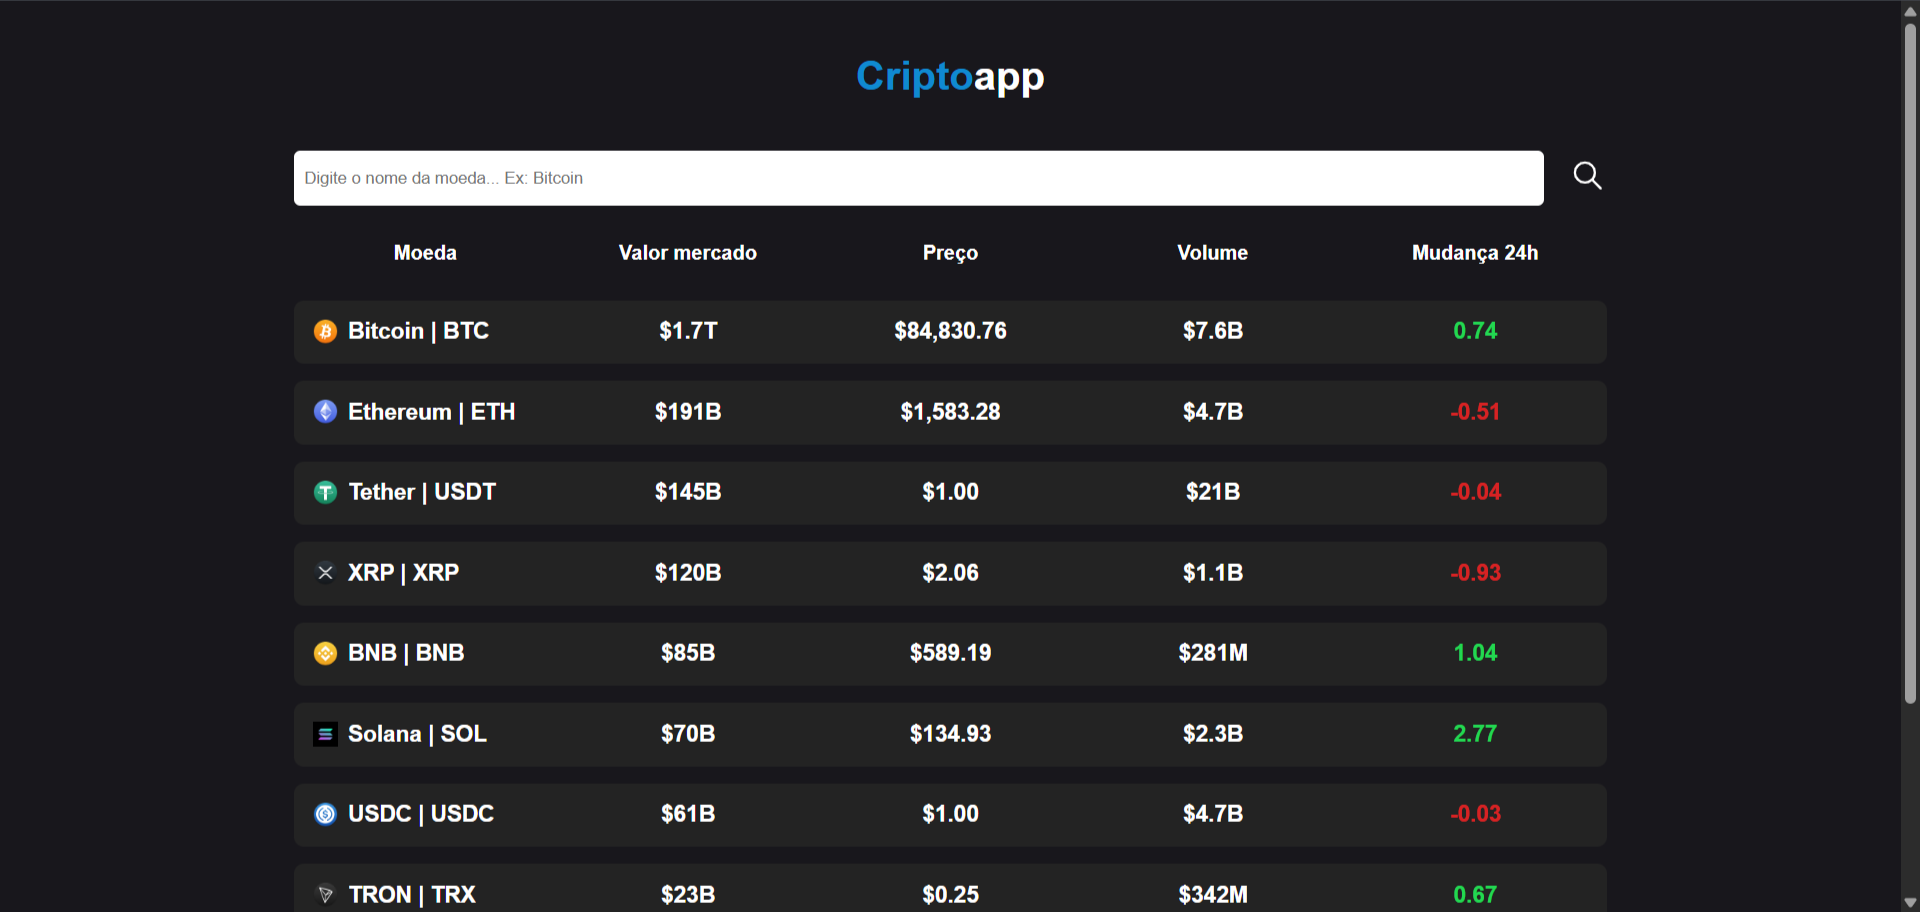 Criptoapp
Digite o nome da moeda... Ex: Bitcoin
Moeda Valor mercado Preço Volume Mudança 24h
Bitcoin | BTC $1.7T $84,830.76 $7.6B 0.74
Ethereum | ETH $191B $1,583.28 $4.7B -0.51
Tether | USDT $145B $1.00 $21B -0.04
XRP | XRP $120B $2.06 $1.1B -0.93
BNB | BNB $85B $589.19 $281M 1.04
Solana | SOL $70B $134.93 $2.3B 2.77
USDC | USDC $61B $1.00 $4.7B -0.03
TRON | TRX $23B $0.25 $342M 0.67